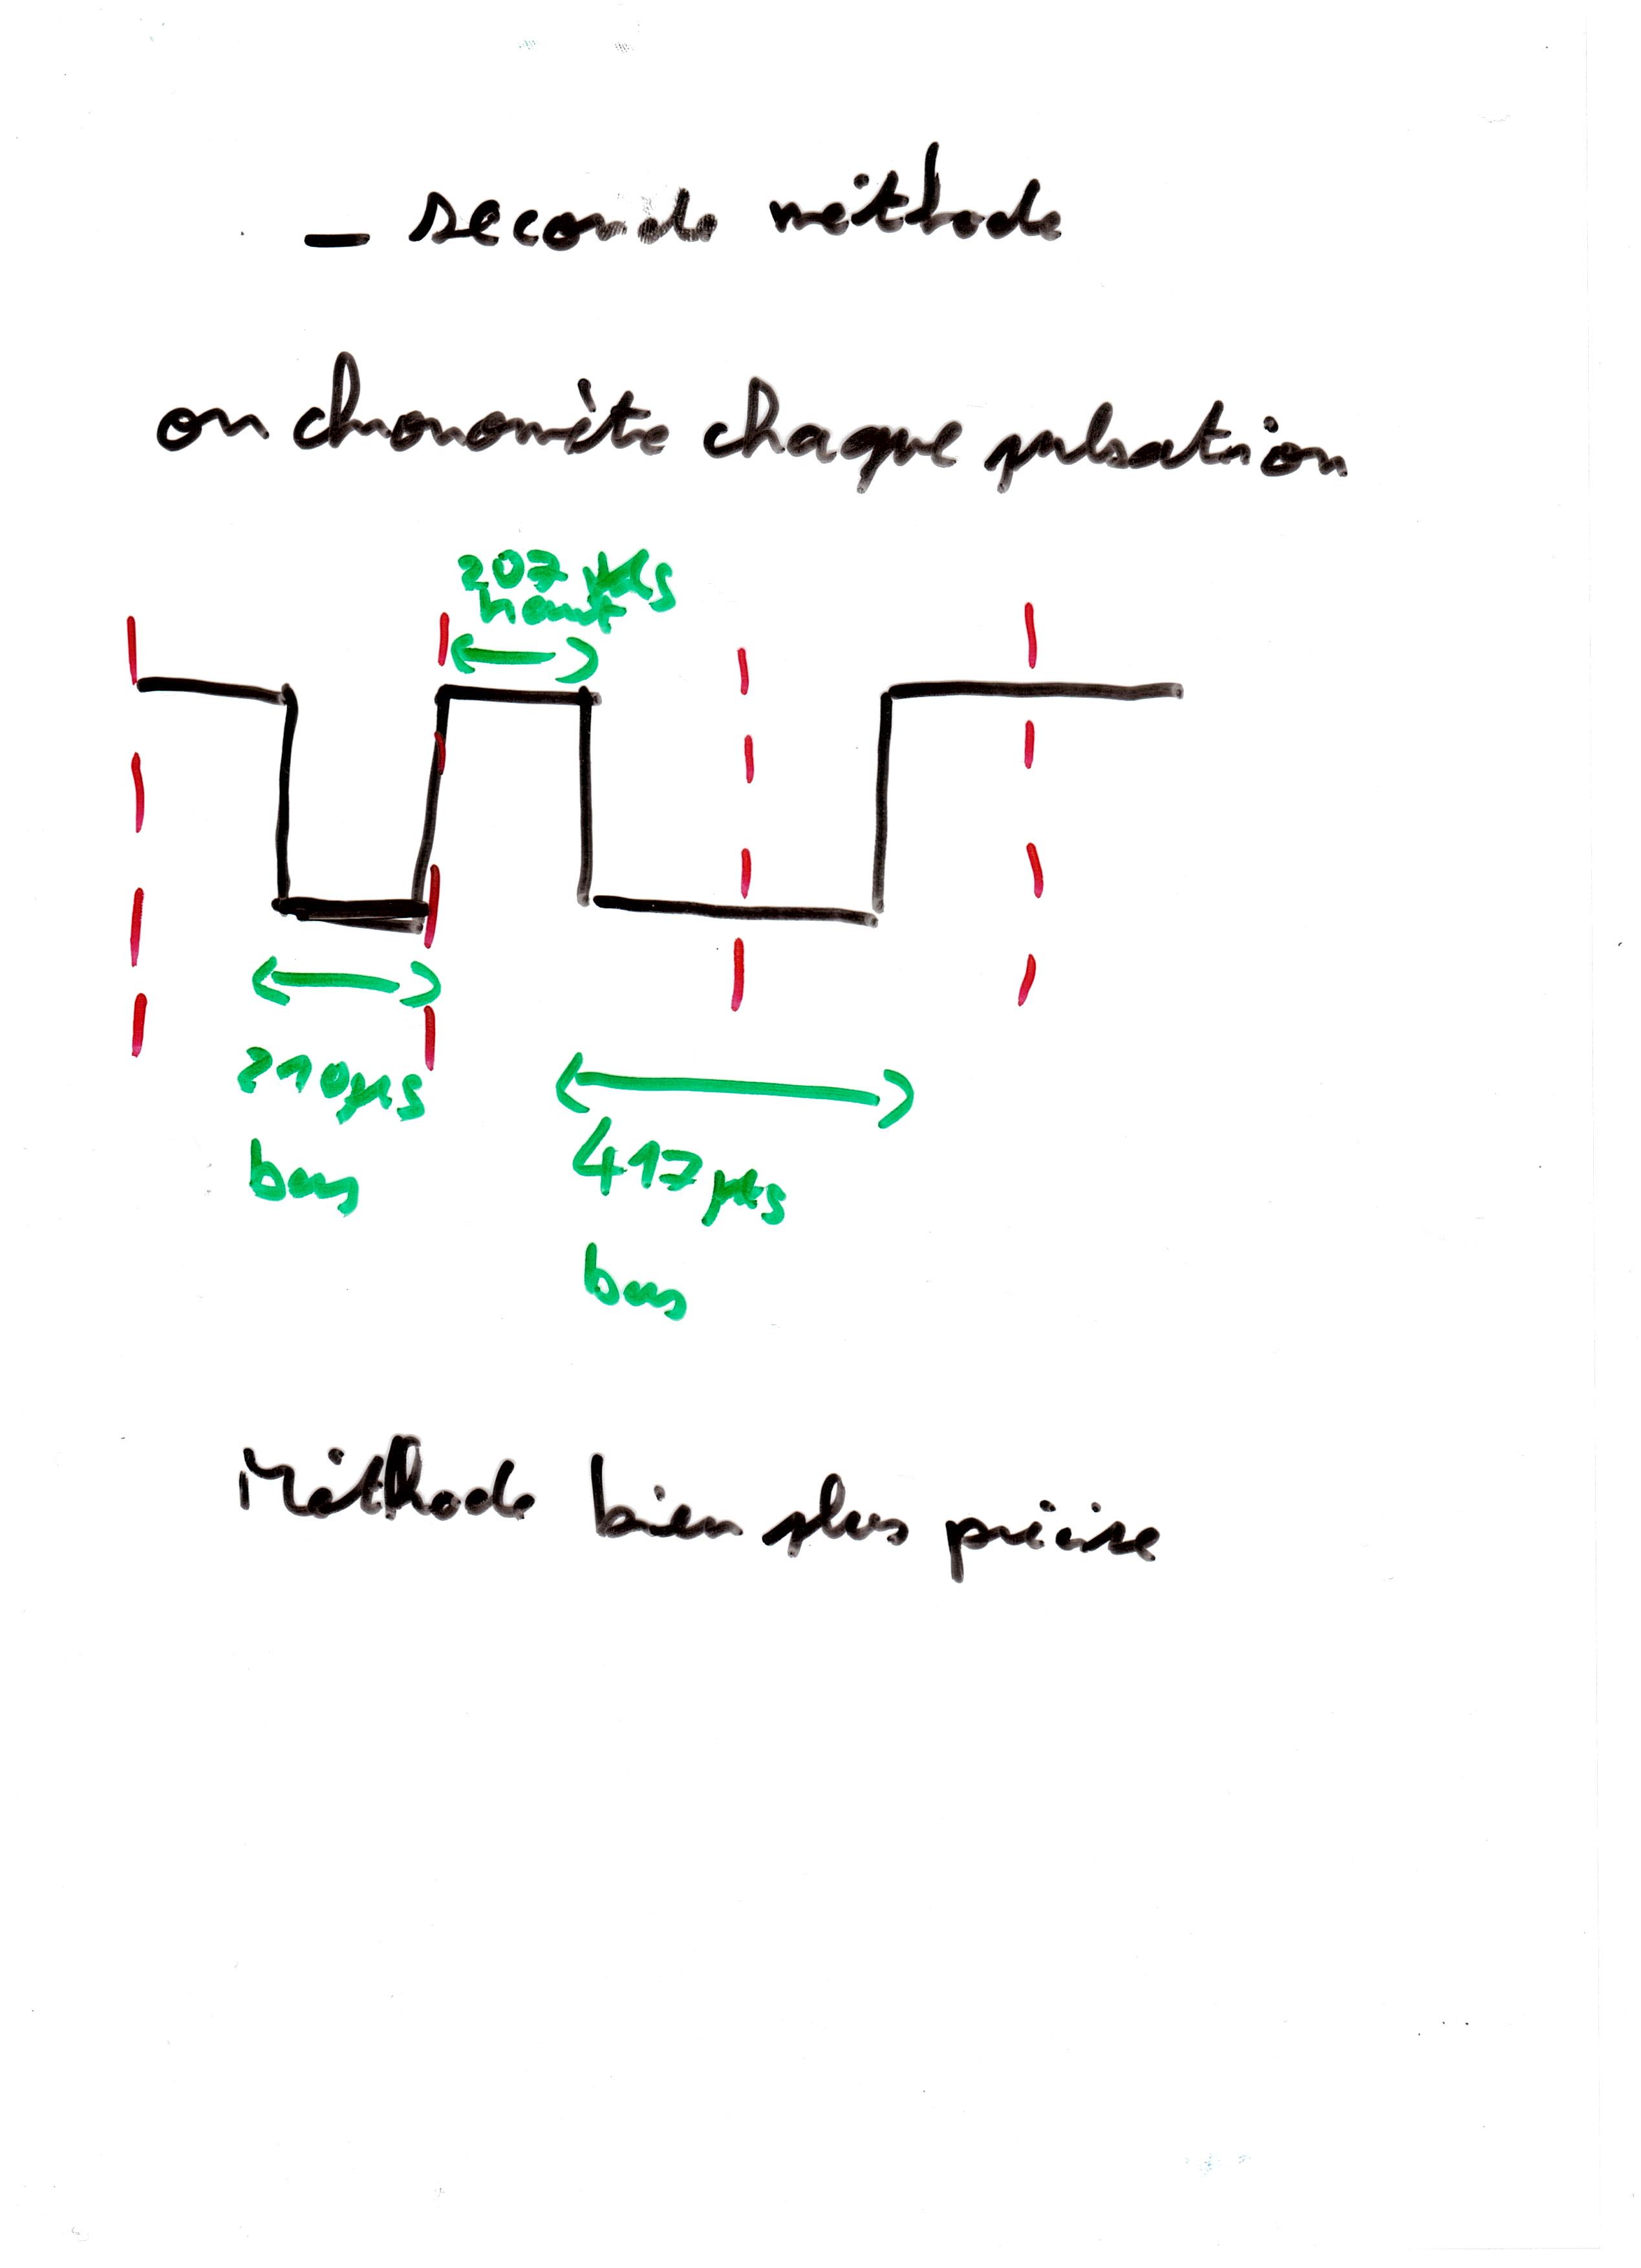 — seconde méthode
on chronomètre chaque pulsation
207 µs
haut
210 µs
bas
417 µs
bas
Méthode bien plus précise